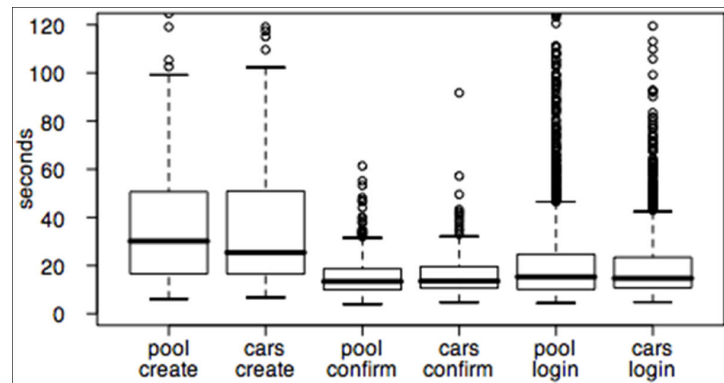 120
100
80
60
40
20
0
seconds
pool create
cars create
pool confirm
cars confirm
pool login
cars login